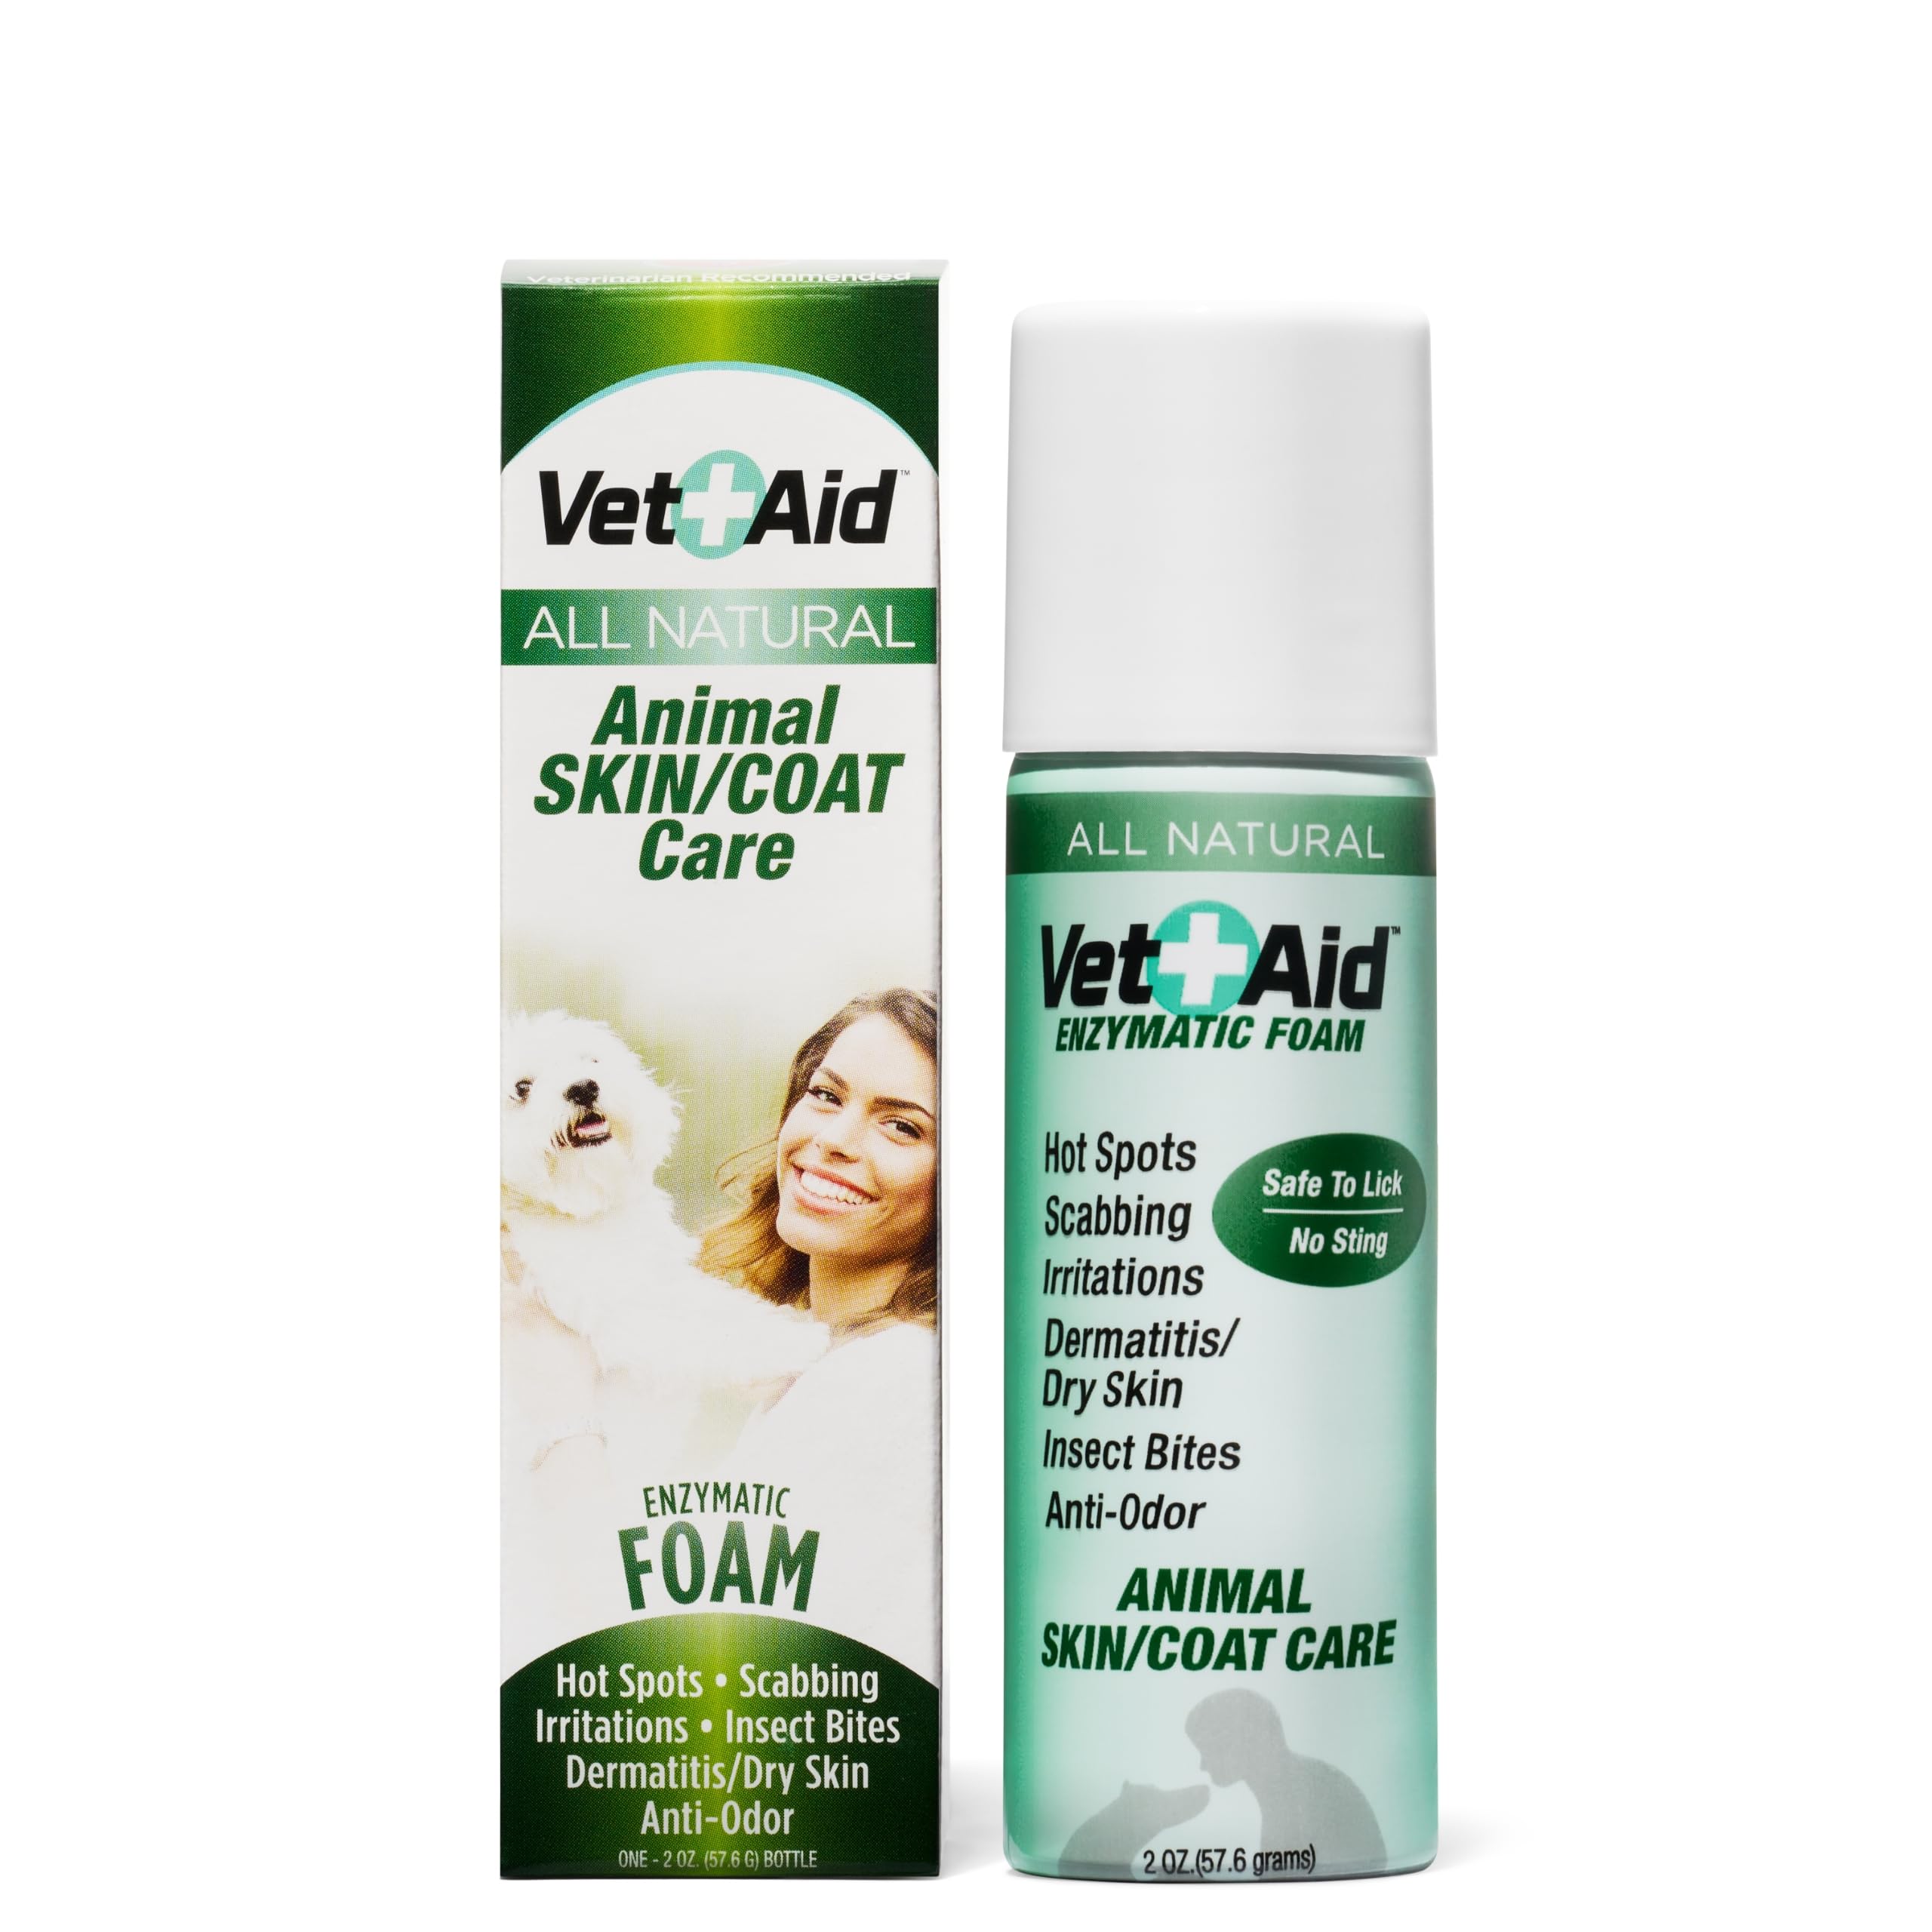 Veterinarian Recommended
Vet+Aid™
ALL NATURAL
Animal
SKIN/COAT
Care
ENZYMATIC
FOAM
Hot Spots • Scabbing
Irritations • Insect Bites
Dermatitis/Dry Skin
Anti-Odor
ONE - 2 OZ. (57.6 G) BOTTLE
ALL NATURAL
Vet+Aid™
ENZYMATIC FOAM
Hot Spots
Scabbing
Irritations
Dermatitis/
Dry Skin
Insect Bites
Anti-Odor
Safe To Lick
No Sting
ANIMAL
SKIN/COAT CARE
2 OZ.(57.6 grams)